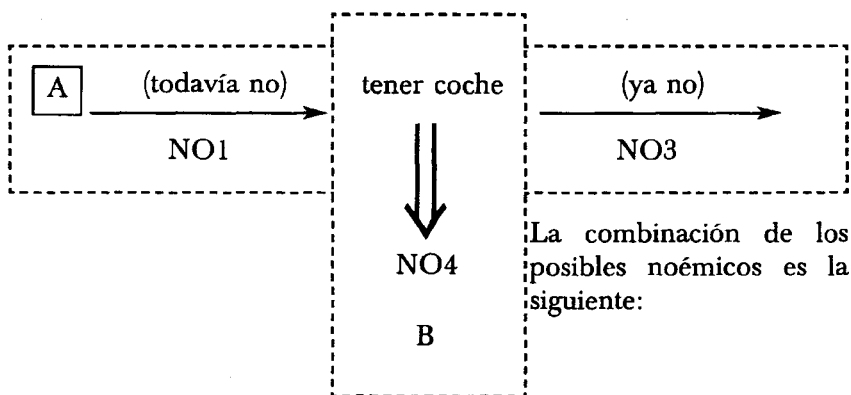 A (todavía no) tener coche (ya no)
NO1 NO3
NO4
B
La combinación de los
posibles noémicos es la
siguiente: